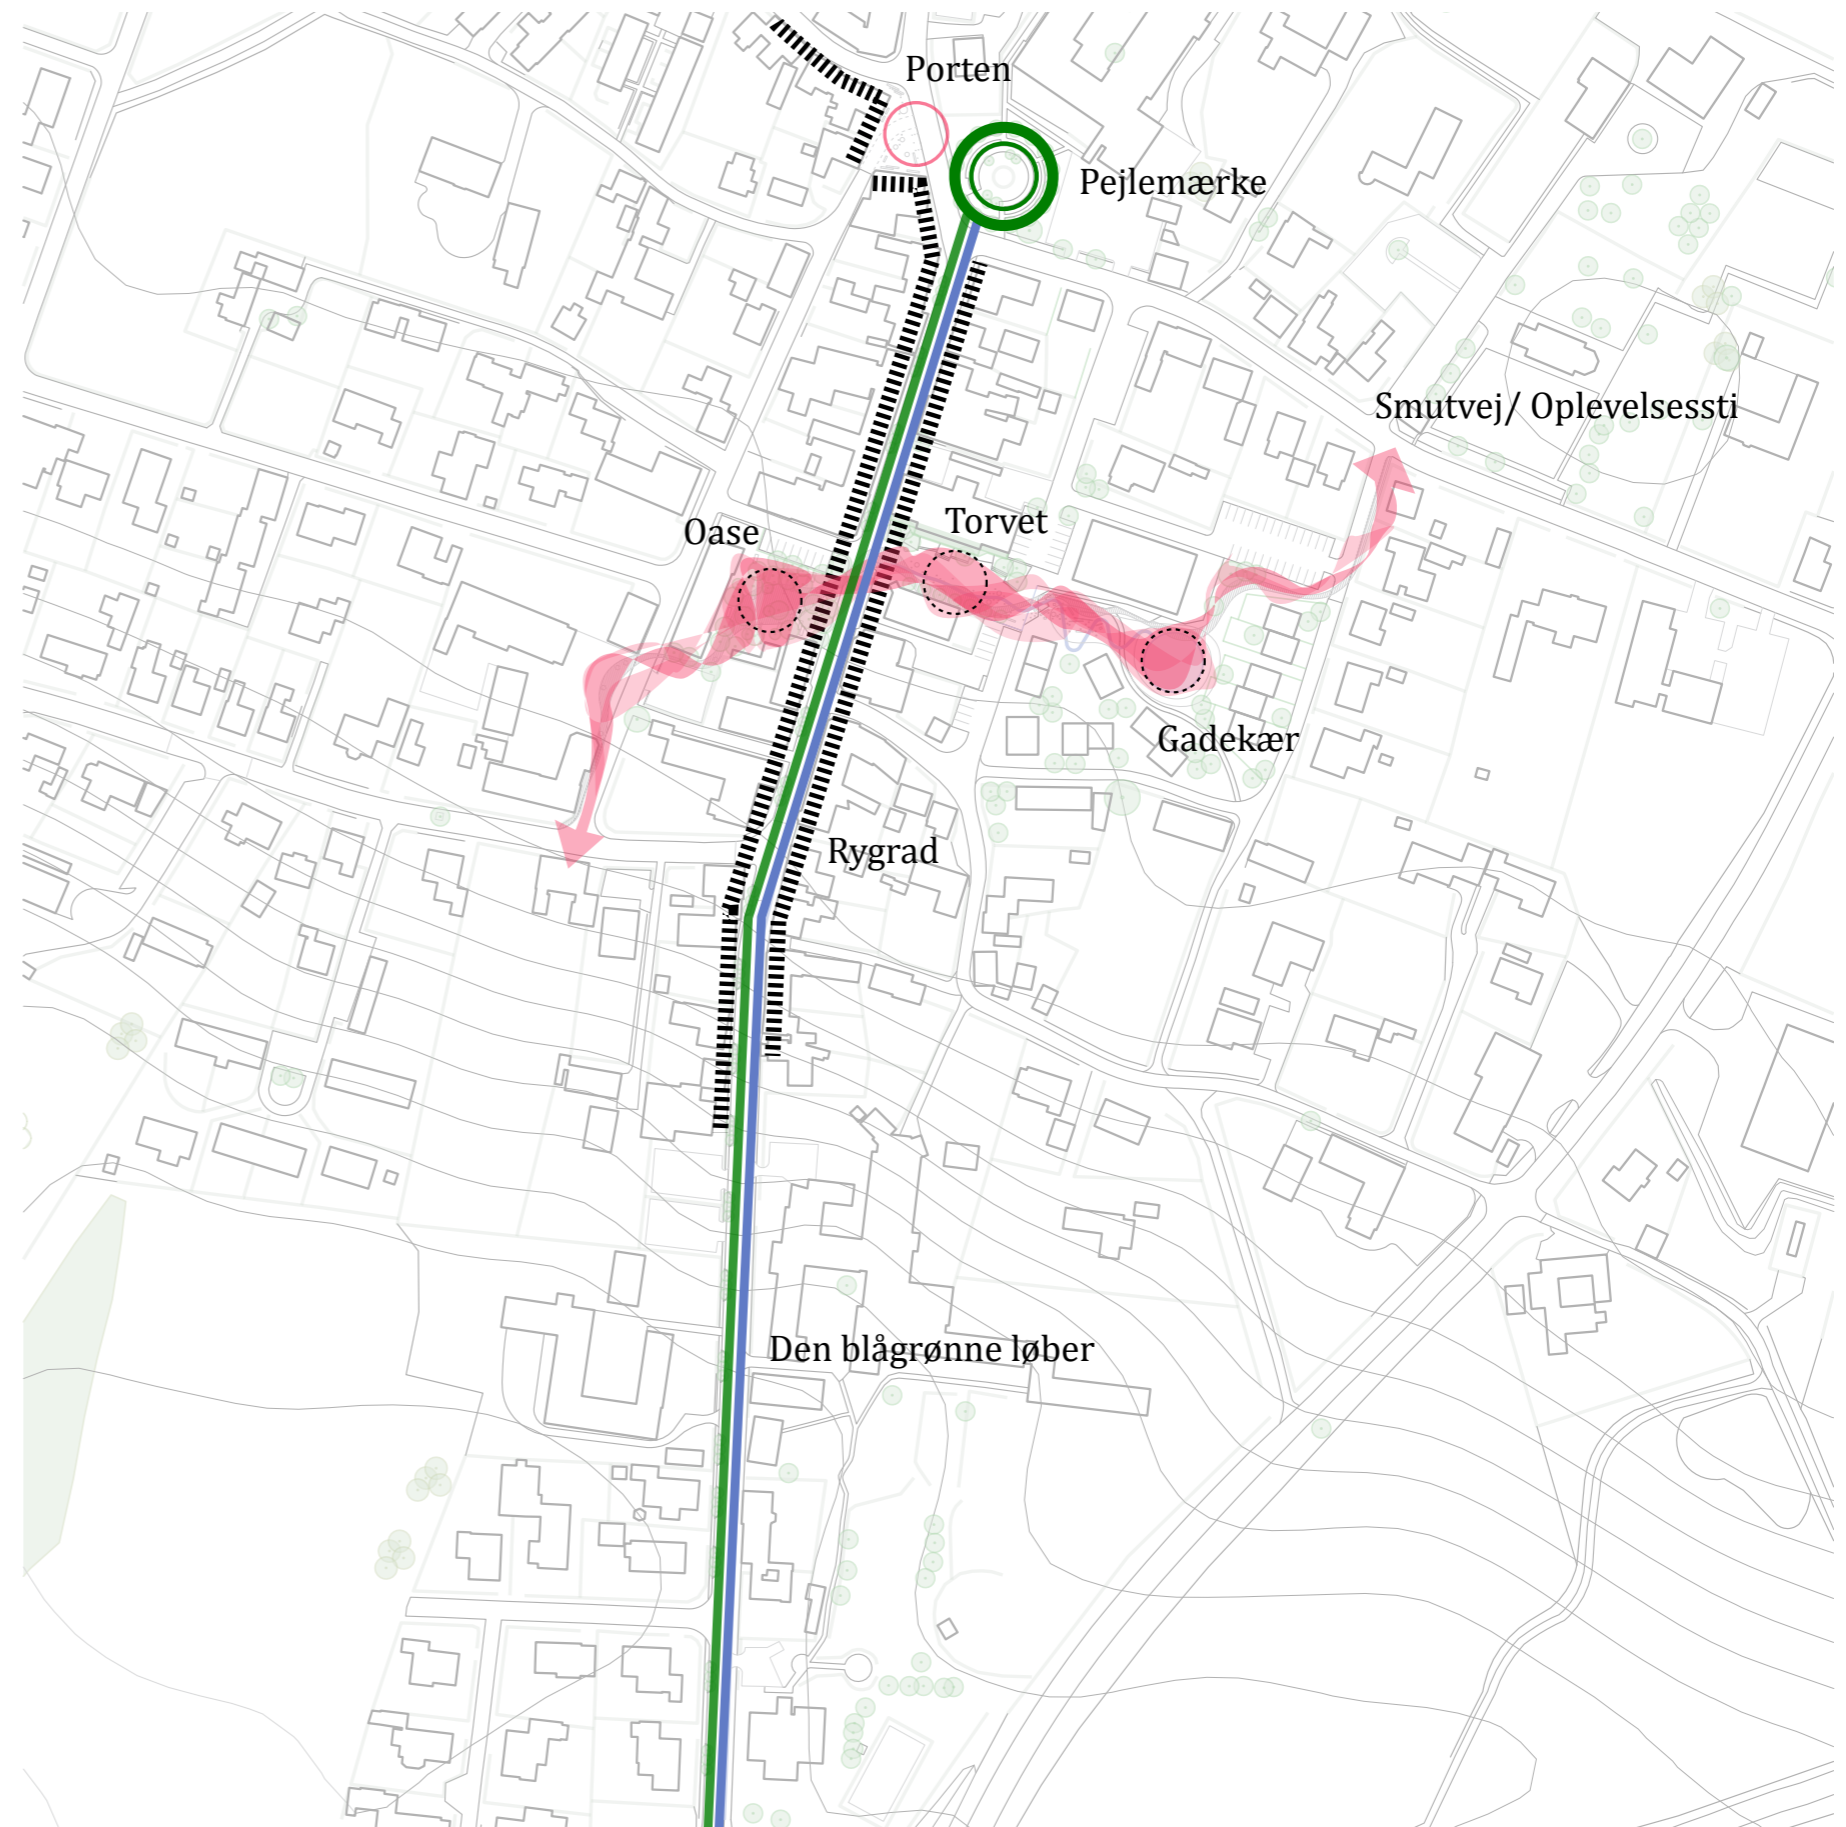 Porten
Pejlemærke
Smutvej/ Oplevelsessti
Oase
Torvet
Gadekær
Rygrad
Den blågrønne løber